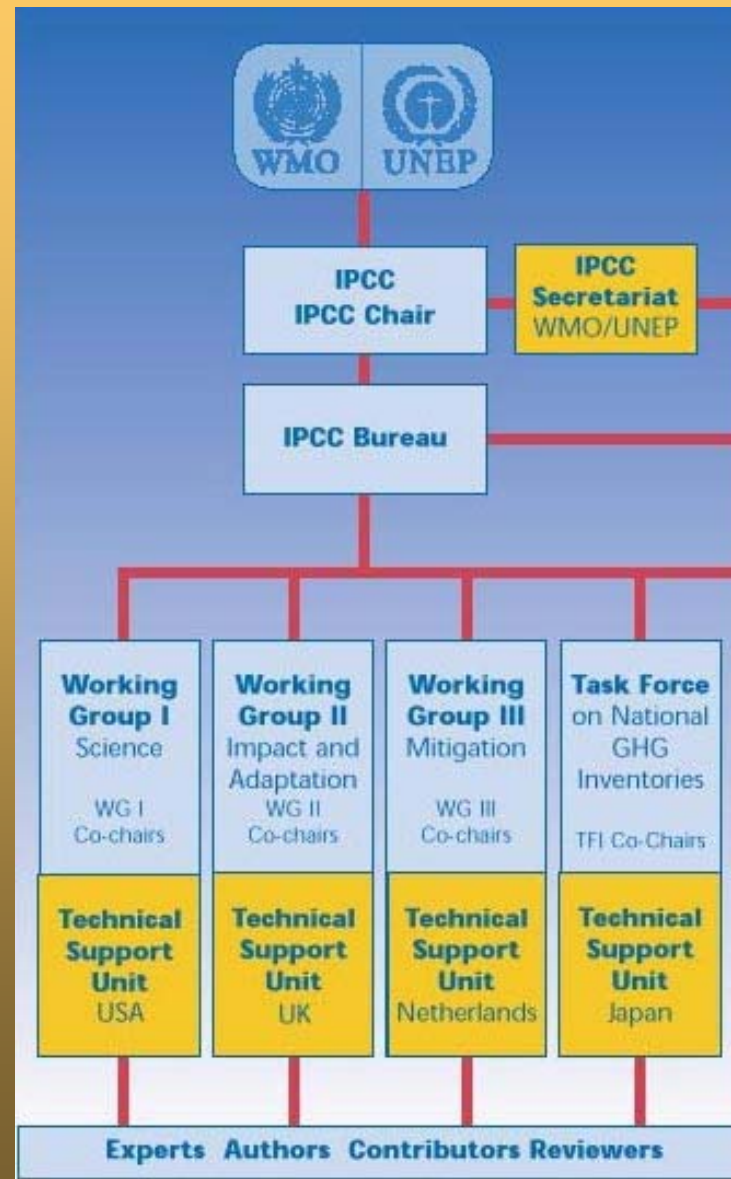 WMO UNEP
IPCC
IPCC Chair
IPCC
Secretariat
WMO/UNEP
IPCC Bureau
Working
Group I
Science
WG I
Co-chairs
Technical
Support
Unit
USA
Working
Group II
Impact and
Adaptation
WG II
Co-chairs
Technical
Support
Unit
UK
Working
Group III
Mitigation
WG III
Co-chairs
Technical
Support
Unit
Netherlands
Task Force
on National
GHG
Inventories
TFI Co-Chairs
Technical
Support
Unit
Japan
Experts Authors Contributors Reviewers